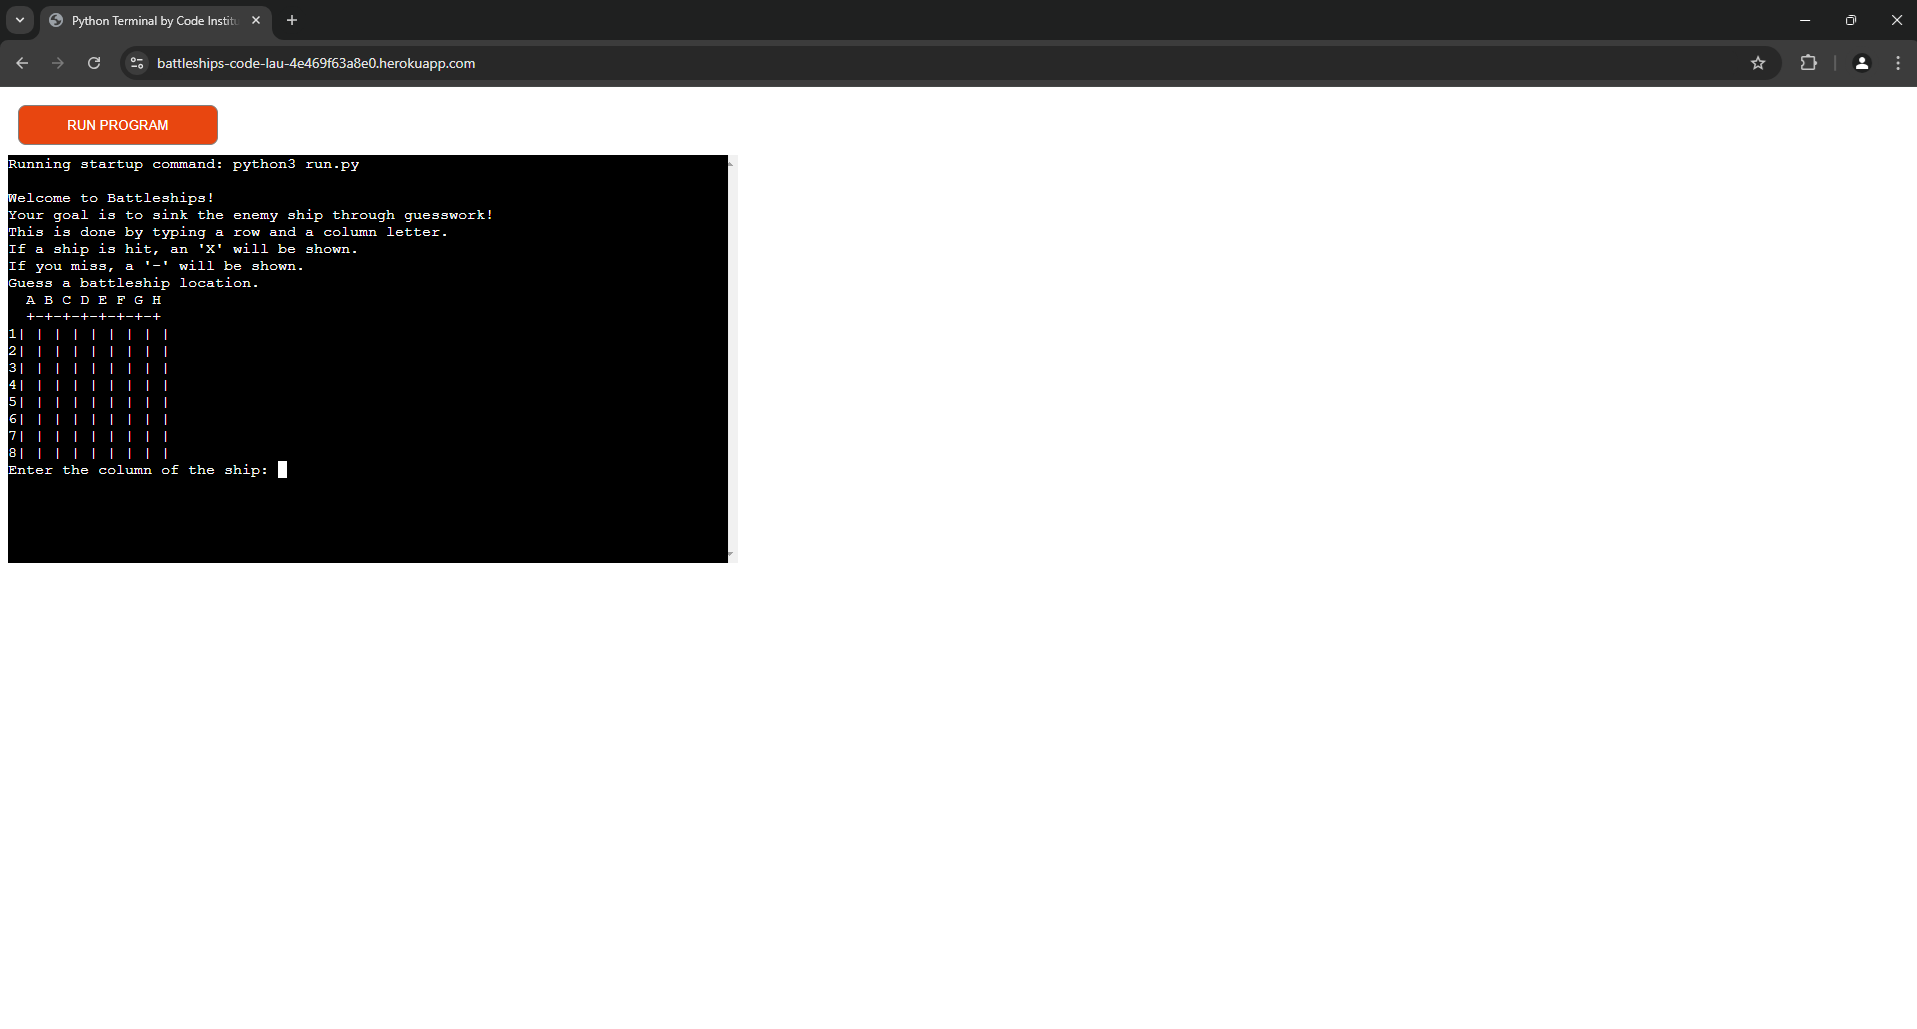 Python Terminal by Code Institu
battleships-code-lau-4e469f63a8e0.herokuapp.com
RUN PROGRAM
Running startup command: python3 run.py
Welcome to Battleships!
Your goal is to sink the enemy ship through guesswork!
This is done by typing a row and a column letter.
If a ship is hit, an 'X' will be shown.
If you miss, a '-' will be shown.
Guess a battleship location.
A B C D E F G H
+-+-+-+-+-+-+-+
1| | | | | | | | |
2| | | | | | | | |
3| | | | | | | | |
4| | | | | | | | |
5| | | | | | | | |
6| | | | | | | | |
7| | | | | | | | |
8| | | | | | | | |
Enter the column of the ship: